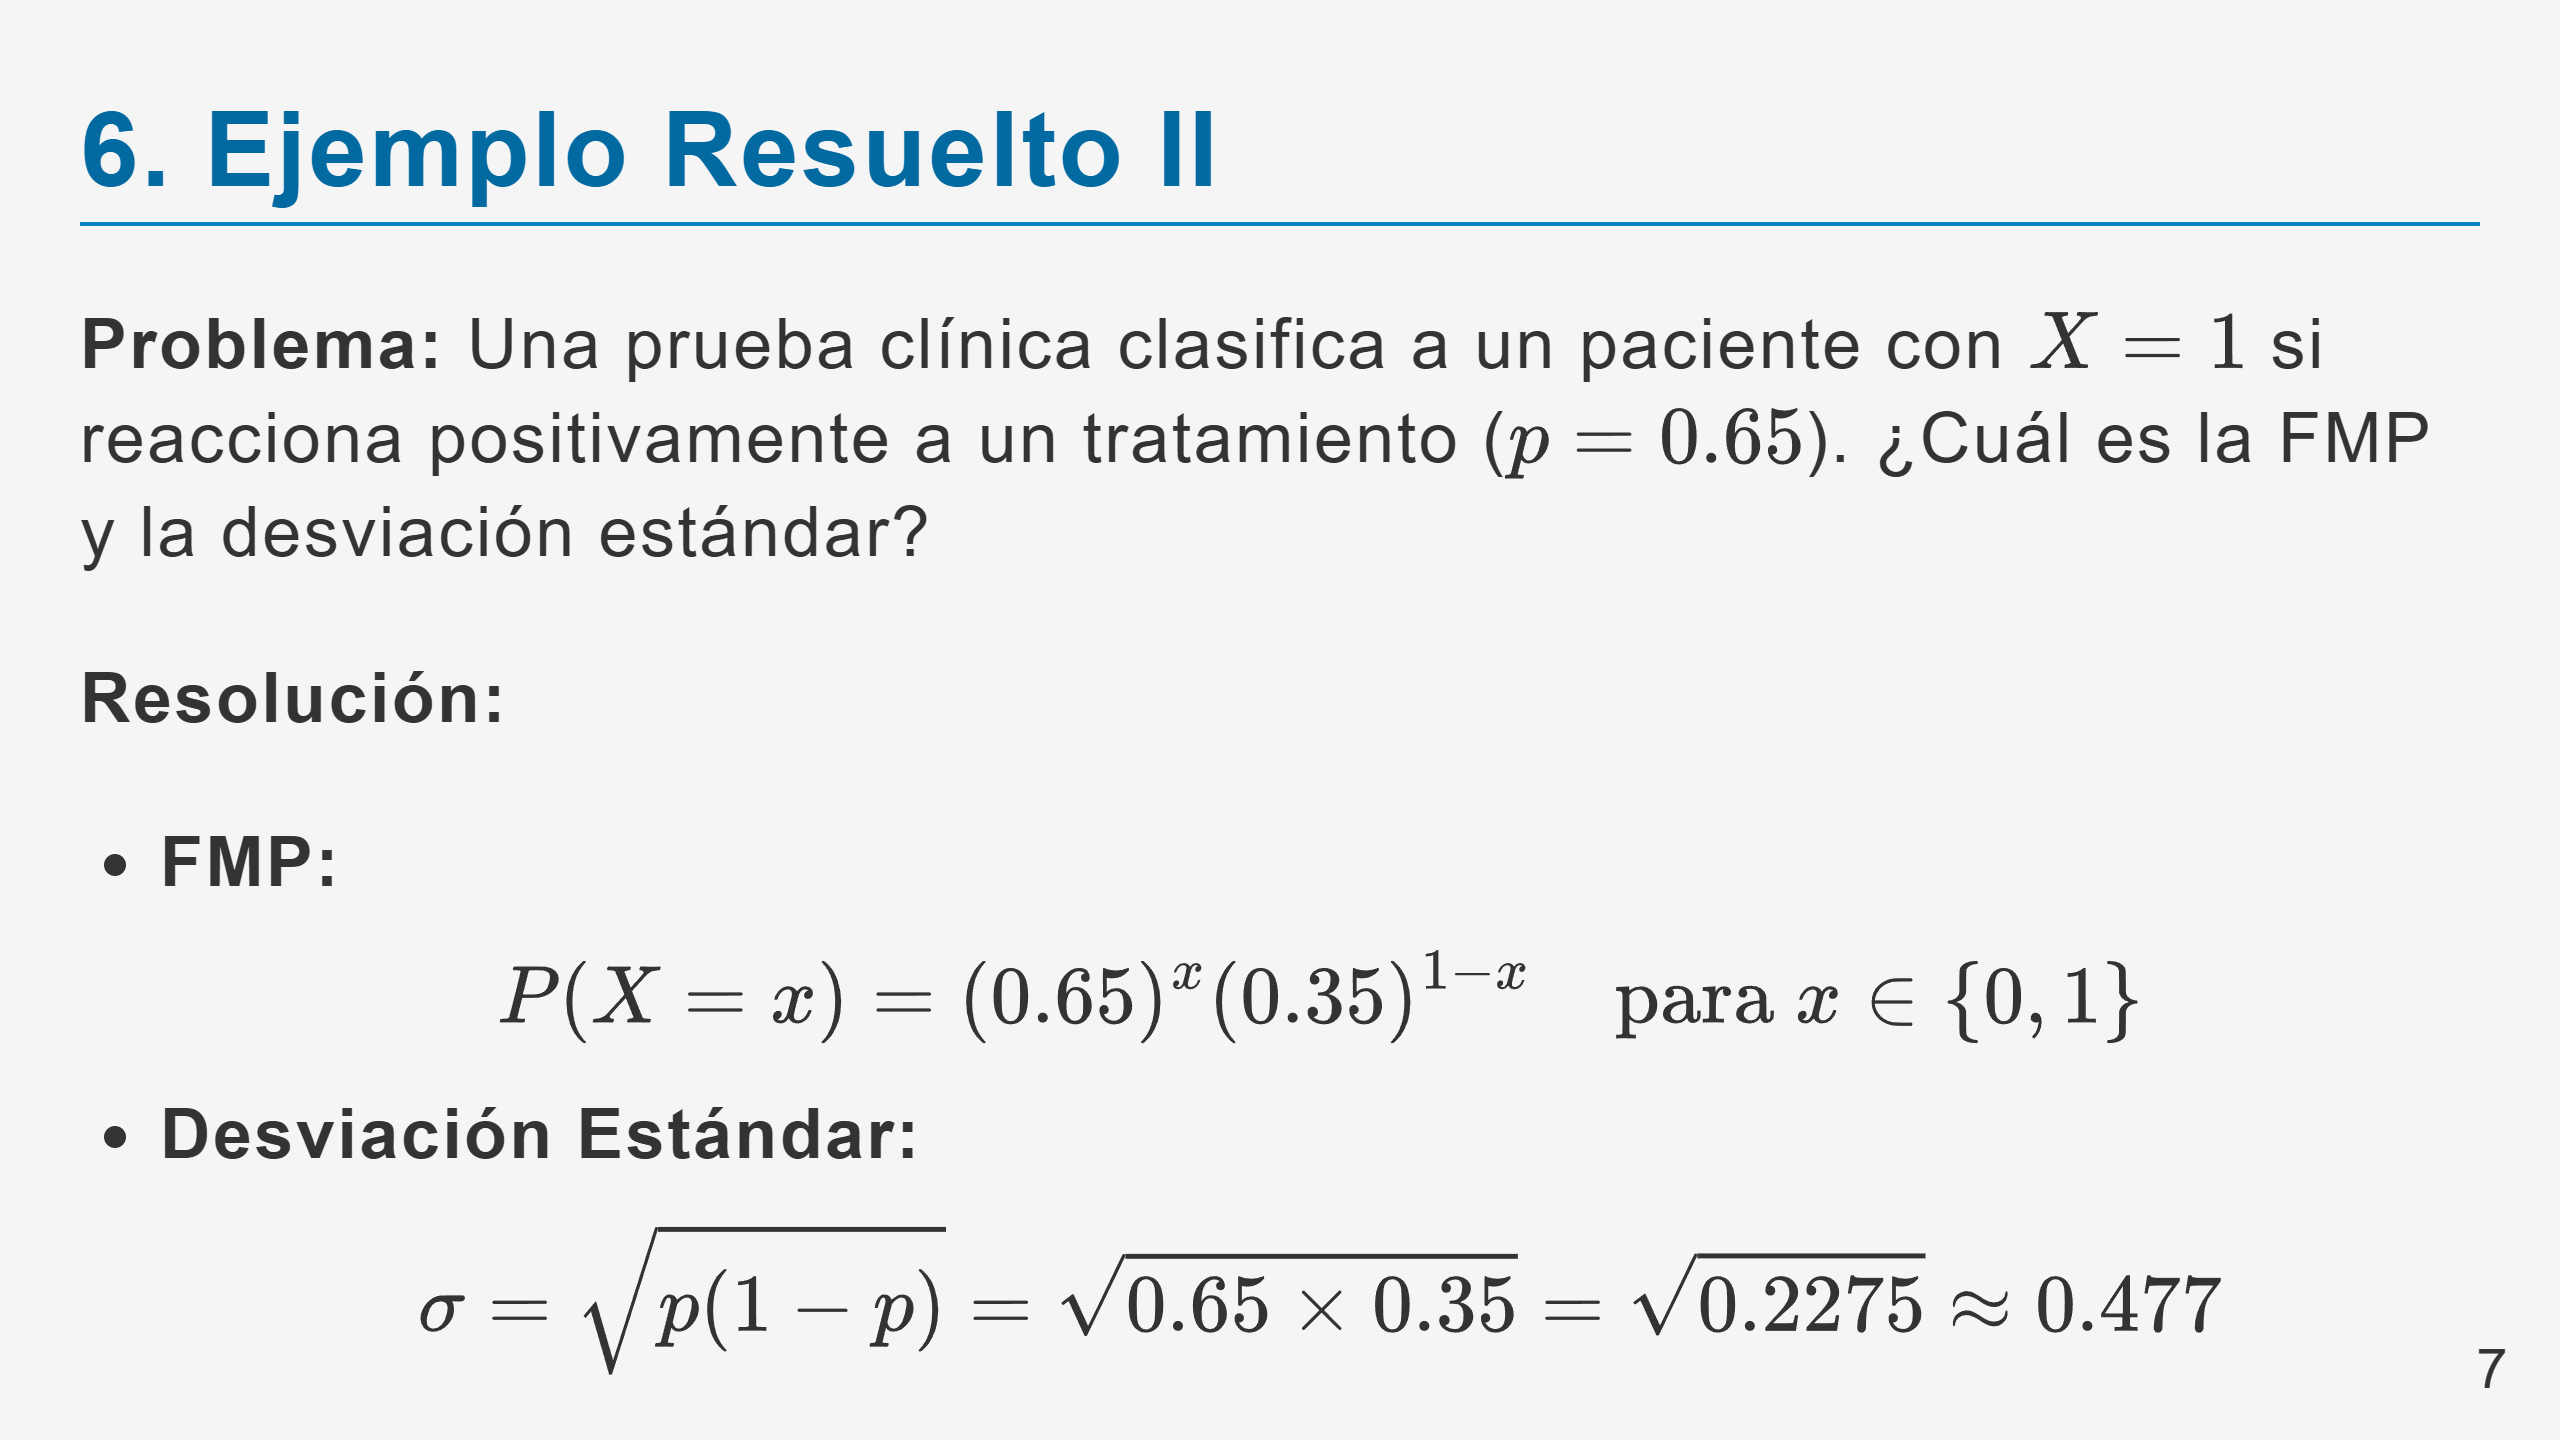 6. Ejemplo Resuelto II
Problema: Una prueba clínica clasifica a un paciente con X = 1 si
reacciona positivamente a un tratamiento (p = 0.65). ¿Cuál es la FMP
y la desviación estándar?
Resolución:
• FMP:
P(X = x) = (0.65)^x (0.35)^{1−x} para x ∈ {0, 1}
• Desviación Estándar:
σ = √(p(1 − p)) = √(0.65 × 0.35) = √0.2275 ≈ 0.477
7